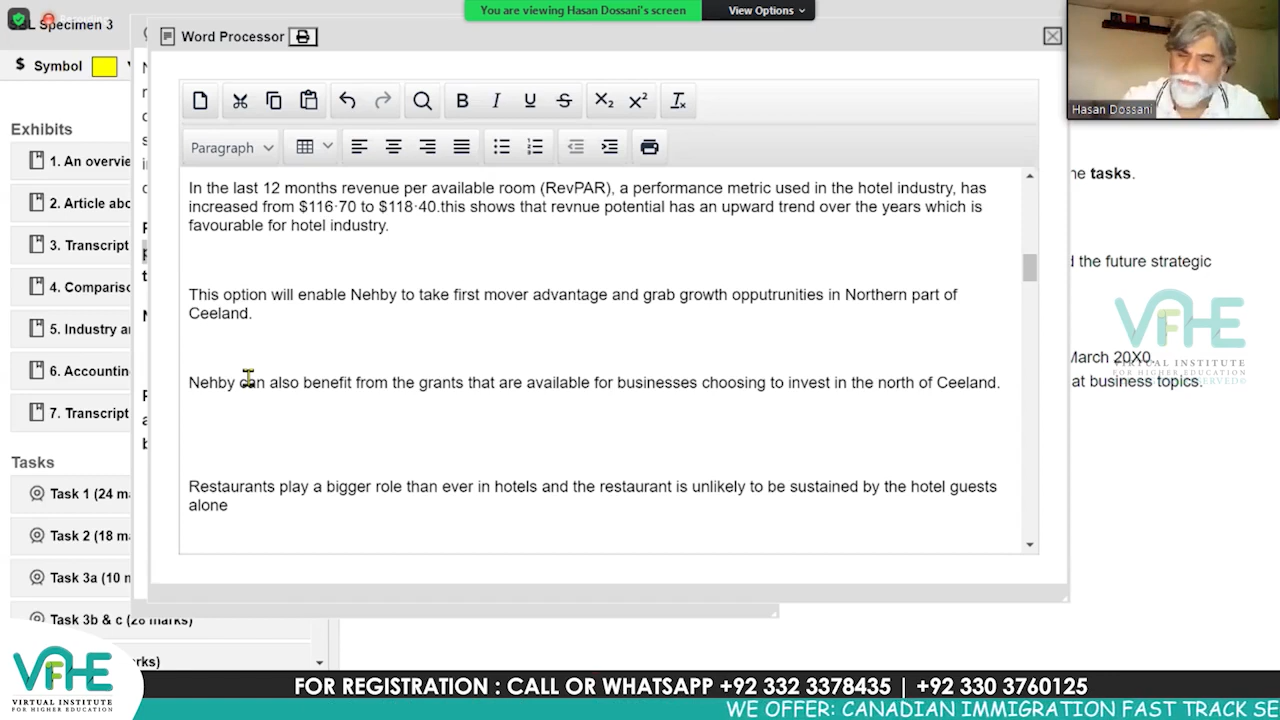 You are viewing Hasan Dossani's screen
View Options
SL Specimen 3
Word Processor
$ Symbol
Hasan Dossani
Exhibits
1. An overvie
2. Article abo
3. Transcript
4. Comparis
5. Industry a
6. Accountin
7. Transcript
Tasks
Task 1 (24 m
Task 2 (18 m
Task 3a (10 m
Task 3b & c (28 marks)
rks)
Paragraph
In the last 12 months revenue per available room (RevPAR), a performance metric used in the hotel industry, has
increased from $116·70 to $118·40.this shows that revnue potential has an upward trend over the years which is
favourable for hotel industry.
This option will enable Nehby to take first mover advantage and grab growth opputrunities in Northern part of
Ceeland.
Nehby can also benefit from the grants that are available for businesses choosing to invest in the north of Ceeland.
Restaurants play a bigger role than ever in hotels and the restaurant is unlikely to be sustained by the hotel guests
alone
he tasks.
d the future strategic
March 20X0.
at business topics.
VFHE
VIRTUAL INSTITUTE
FOR HIGHER EDUCATION
VFHE
VIRTUAL INSTITUTE
FOR HIGHER EDUCATION
FOR REGISTRATION : CALL OR WHATSAPP +92 332 3378435 | +92 330 3760125
WE OFFER: CANADIAN IMMIGRATION FAST TRACK SE